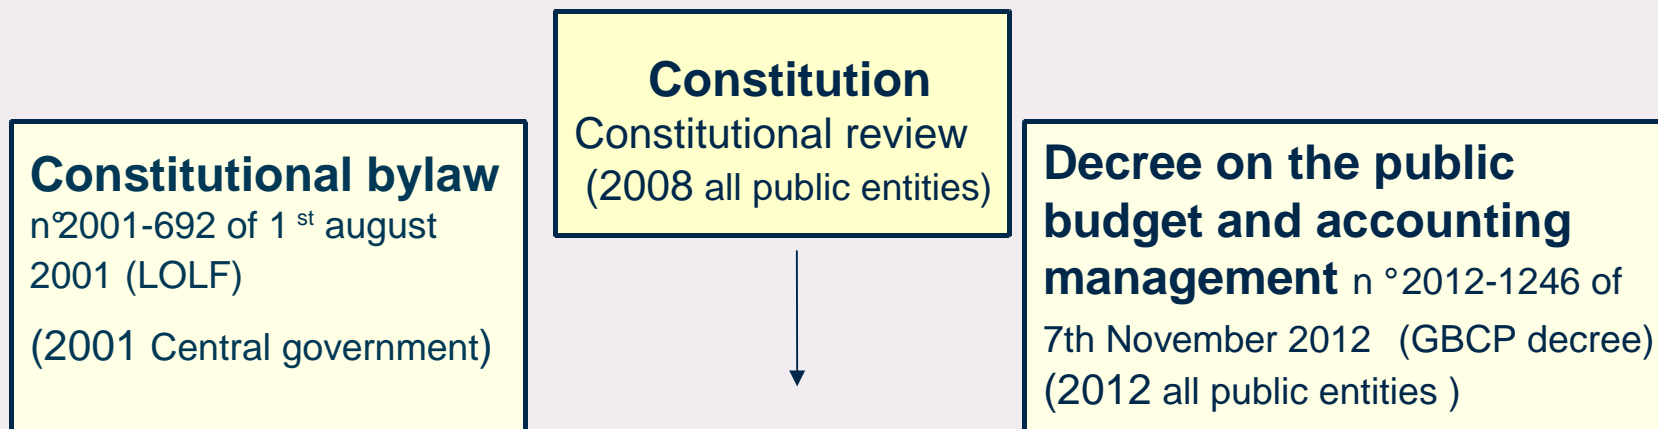 Constitution
Constitutional review
(2008 all public entities)
Constitutional bylaw
n°2001-692 of 1 st august
2001 (LOLF)
(2001 Central government)
Decree on the public
budget and accounting
management n °2012-1246 of
7th November 2012 (GBCP decree)
(2012 all public entities )